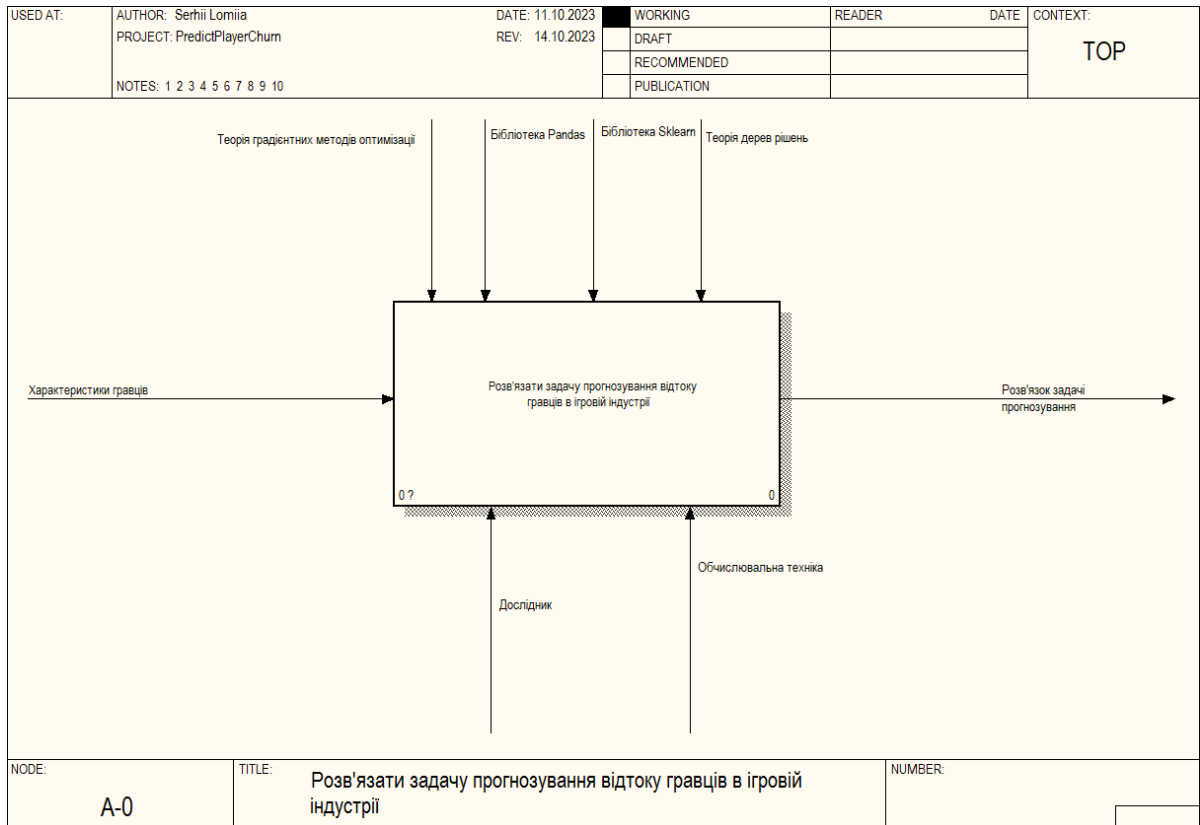 USED AT:
AUTHOR: Serhii Lomiia
DATE: 11.10.2023
WORKING
READER
DATE
CONTEXT:
PROJECT: PredictPlayerChurn
REV: 14.10.2023
DRAFT
TOP
RECOMMENDED
NOTES: 1 2 3 4 5 6 7 8 9 10
PUBLICATION
Теорія градієнтних методів оптимізації
Бібліотека Pandas
Бібліотека Sklearn
Теорія дерев рішень
Характеристики гравців
Розв'язати задачу прогнозування відтоку
гравців в ігровій індустрії
Розв'язок задачі
прогнозування
0 ?
0
Обчислювальна техніка
Дослідник
NODE:
A-0
TITLE:
Розв'язати задачу прогнозування відтоку гравців в ігровій
індустрії
NUMBER: